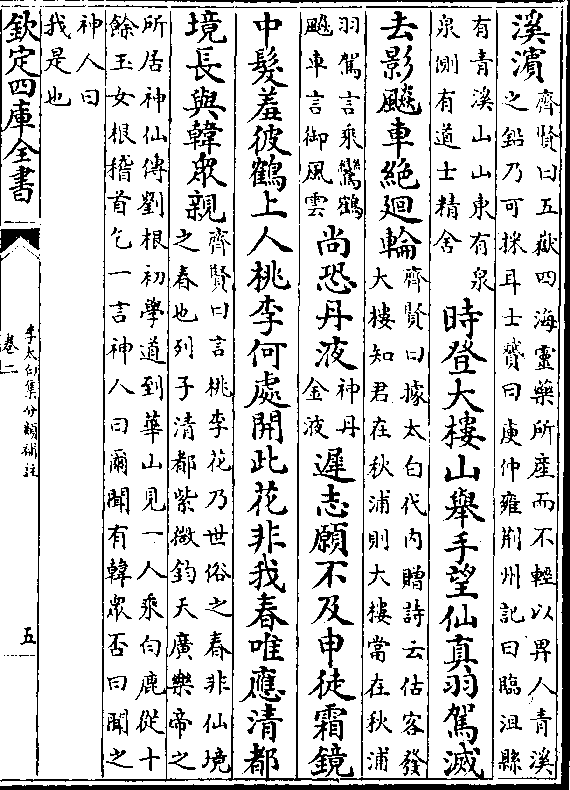 溪濱齊賢曰五嶽四海靈藥所産而不輕以畀人青溪之鉛乃可採耳士贇曰庾仲雍荆州記曰臨沮縣
有青溪山山東有泉泉側有道士精舍時登大樓山舉手望仙真羽駕滅
去影飈車絶廻輪齊賢曰據太白代内贈詩云估客發大樓知君在秋浦則大樓當在秋浦
羽駕言乘鸞鶴飈車言御風雲尚恐丹液神丹金液遲志願不及申徒霜鏡
中髮羞彼鶴上人桃李何處開此花非我春唯應清都
境長與韓衆親齊賢曰言桃李花乃世俗之春非仙境之春也列子清都紫微鈞天廣樂帝之
所居神仙傳劉根初學道到華山見一人乘白鹿從十餘玉女根稽首乞一言神人曰爾聞有韓衆否曰聞之
神人曰我是也
欽定四庫全書
李太白集分類補註
卷二
五